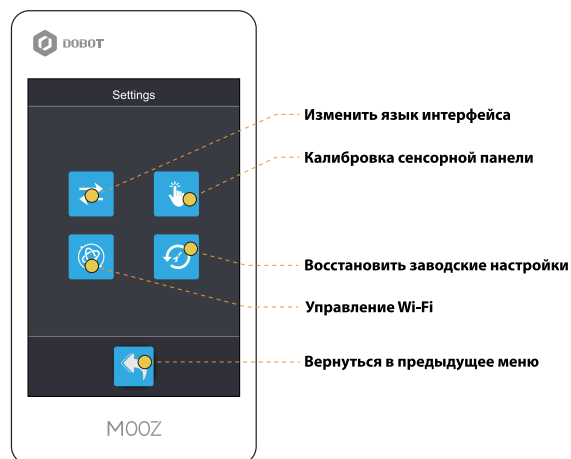 DOBOT
Settings
Изменить язык интерфейса
Калибровка сенсорной панели
Восстановить заводские настройки
Управление Wi-Fi
Вернуться в предыдущее меню
MOOZ